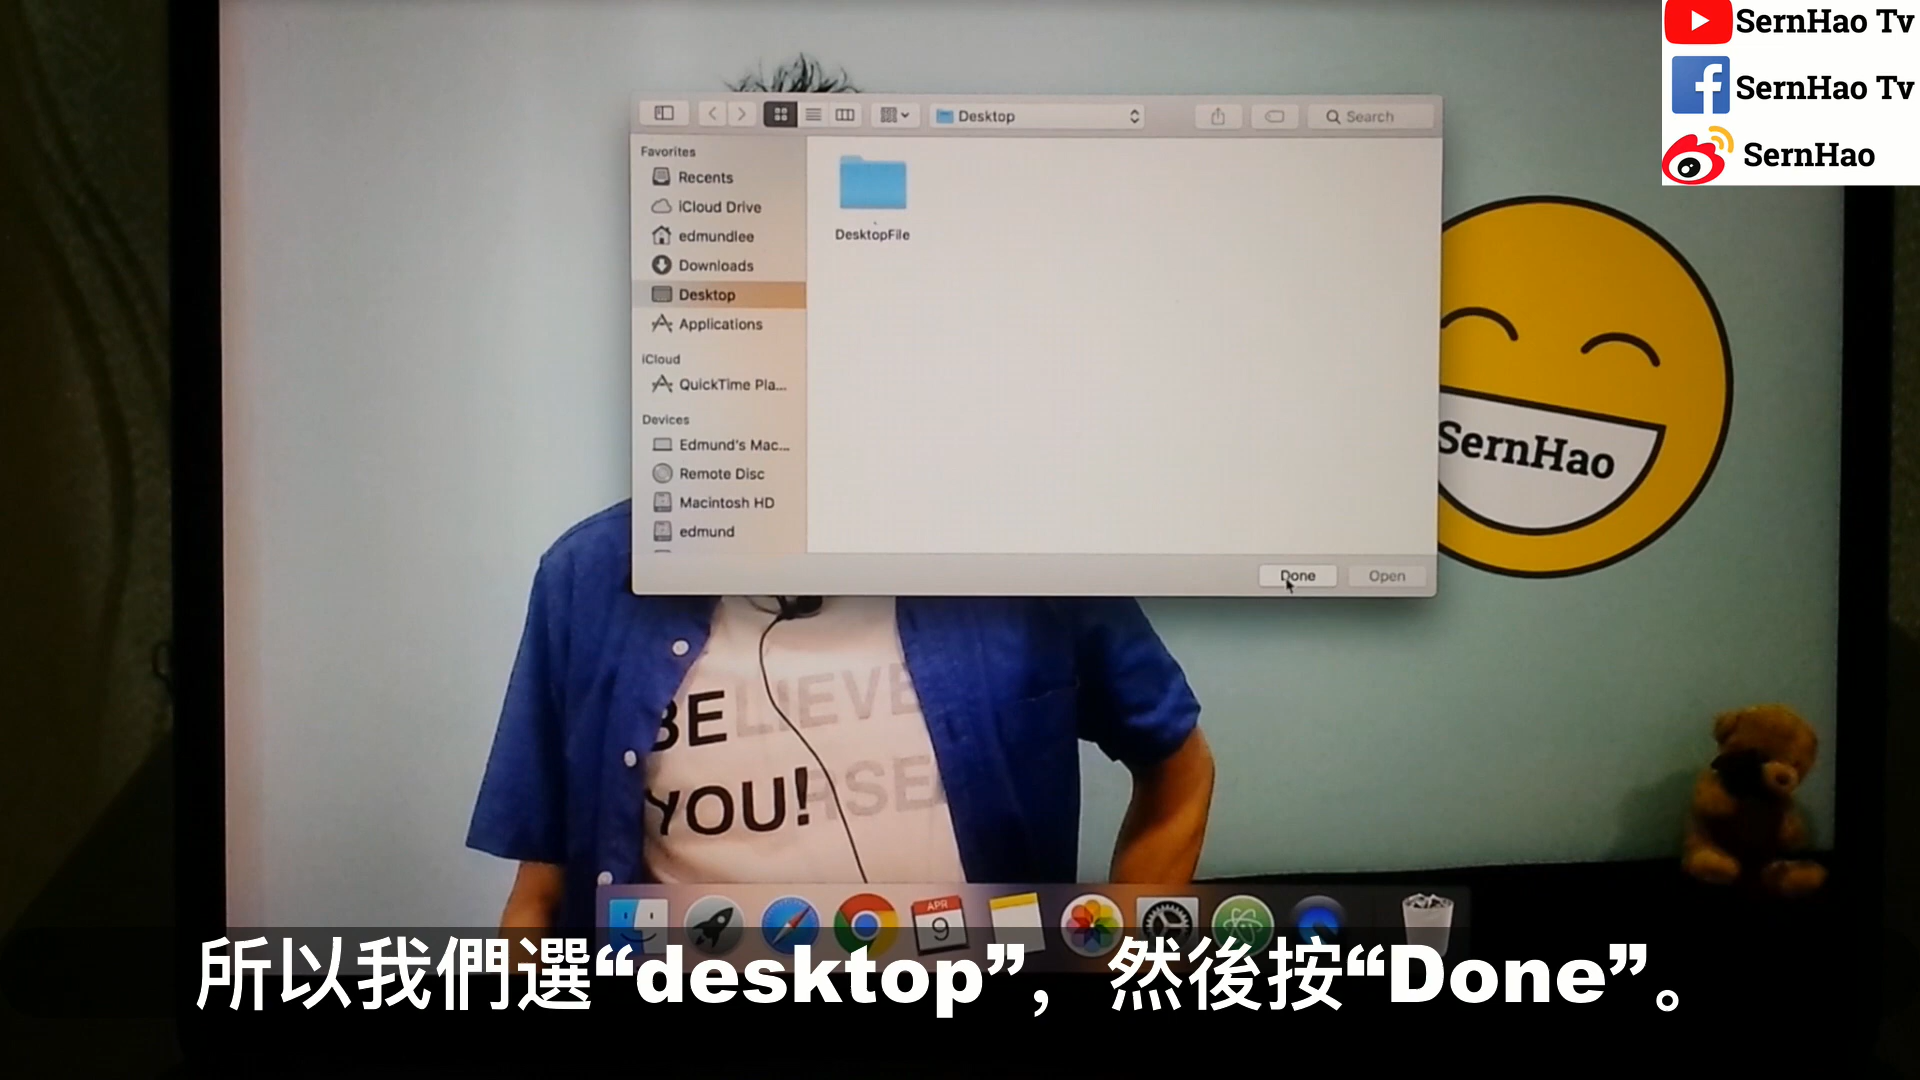 SernHao Tv
SernHao Tv
SernHao
Desktop
Search
Favorites
Recents
iCloud Drive
edmundlee
Downloads
Desktop
Applications
iCloud
QuickTime Pla...
Devices
Edmund's Mac...
Remote Disc
Macintosh HD
edmund
DesktopFile
Done
Open
SernHao
BELIEVE
YOU!RSE
APR
9
所以我們選“desktop”，然後按“Done”。